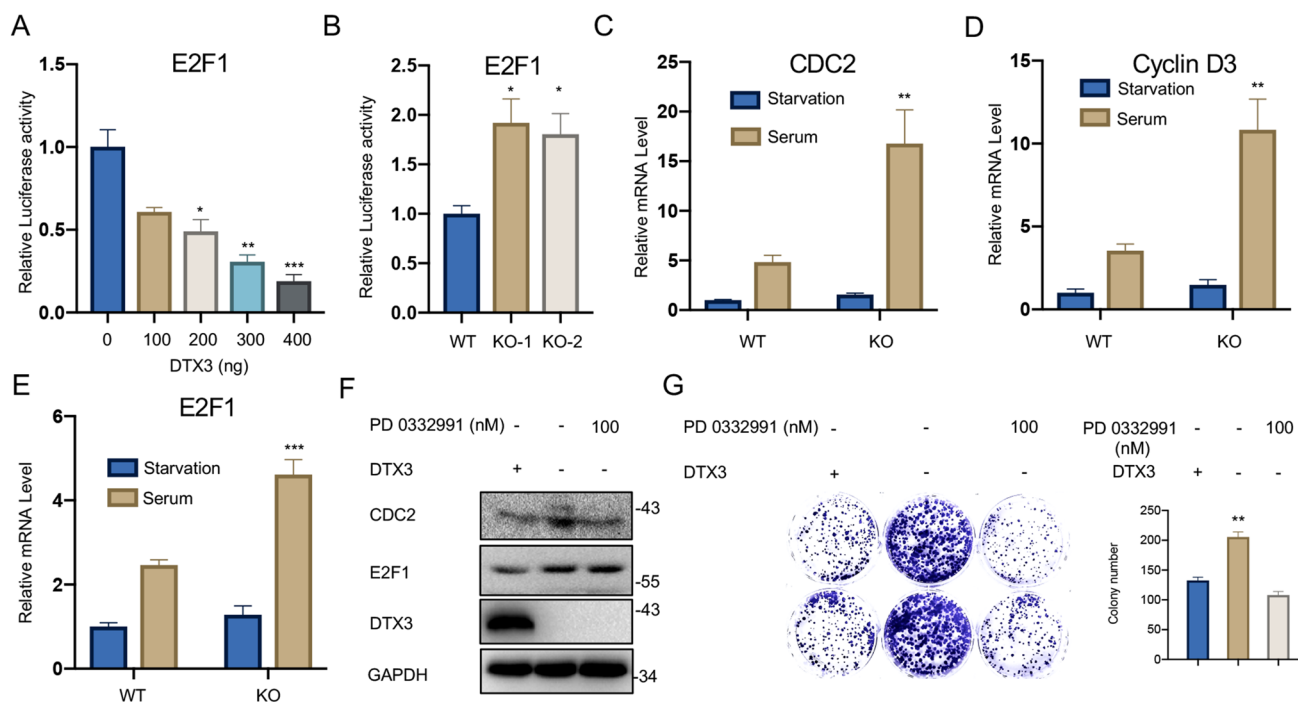 A
E2F1
Relative Luciferase activity
1.5
1.0
0.5
0.0
*
**
***
0 100 200 300 400
DTX3 (ng)
B
E2F1
Relative Luciferase activity
2.5
2.0
1.5
1.0
0.5
0.0
* *
WT KO-1 KO-2
C
CDC2
Relative mRNA Level
25
20
15
10
5
0
Starvation
Serum
**
WT KO
D
Cyclin D3
Relative mRNA Level
15
10
5
0
Starvation
Serum
**
WT KO
E
E2F1
Relative mRNA Level
6
4
2
0
Starvation
Serum
***
WT KO
F
PD 0332991 (nM) - - 100
DTX3 + - -
CDC2 -43
E2F1 -55
DTX3 -43
GAPDH -34
G
PD 0332991 (nM) - - 100
DTX3 + - -
PD 0332991 - - 100
(nM)
DTX3 + - -
Colony number
250
200
150
100
50
0
**